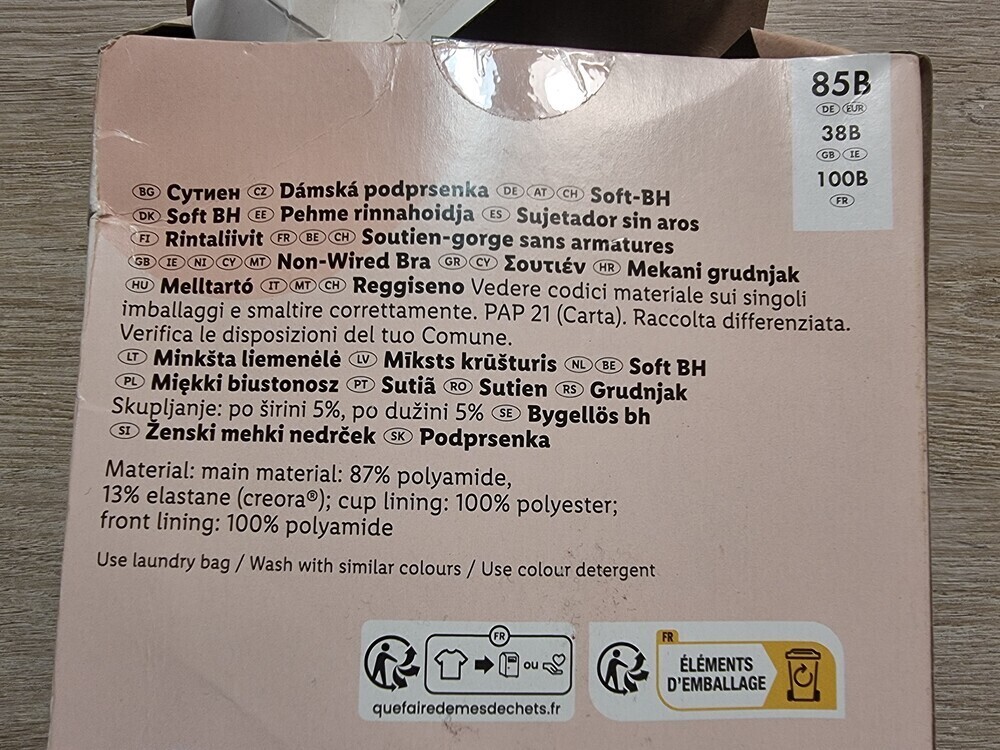 85B
DE EUR
38B
GB IE
100B
FR
BG Сутиен CZ Dámská podprsenka DE AT CH Soft-BH
DK Soft BH EE Pehme rinnahoidja ES Sujetador sin aros
FI Rintaliivit FR BE CH Soutien-gorge sans armatures
GB IE NI CY MT Non-Wired Bra GR CY Σουτιέν HR Mekani grudnjak
HU Melltartó IT MT CH Reggiseno Vedere codici materiale sui singoli
imballaggi e smaltire correttamente. PAP 21 (Carta). Raccolta differenziata.
Verifica le disposizioni del tuo Comune.
LT Minkšta liemenėlė LV Mīksts krūšturis NL BE Soft BH
PL Miękki biustonosz PT Sutiã RO Sutien RS Grudnjak
Skupljanje: po širini 5%, po dužini 5% SE Bygellös bh
SI Ženski mehki nedrček SK Podprsenka
Material: main material: 87% polyamide,
13% elastane (creora®); cup lining: 100% polyester;
front lining: 100% polyamide
Use laundry bag / Wash with similar colours / Use colour detergent
FR
ou
quefairedemesdechets.fr
FR
ÉLÉMENTS
D'EMBALLAGE